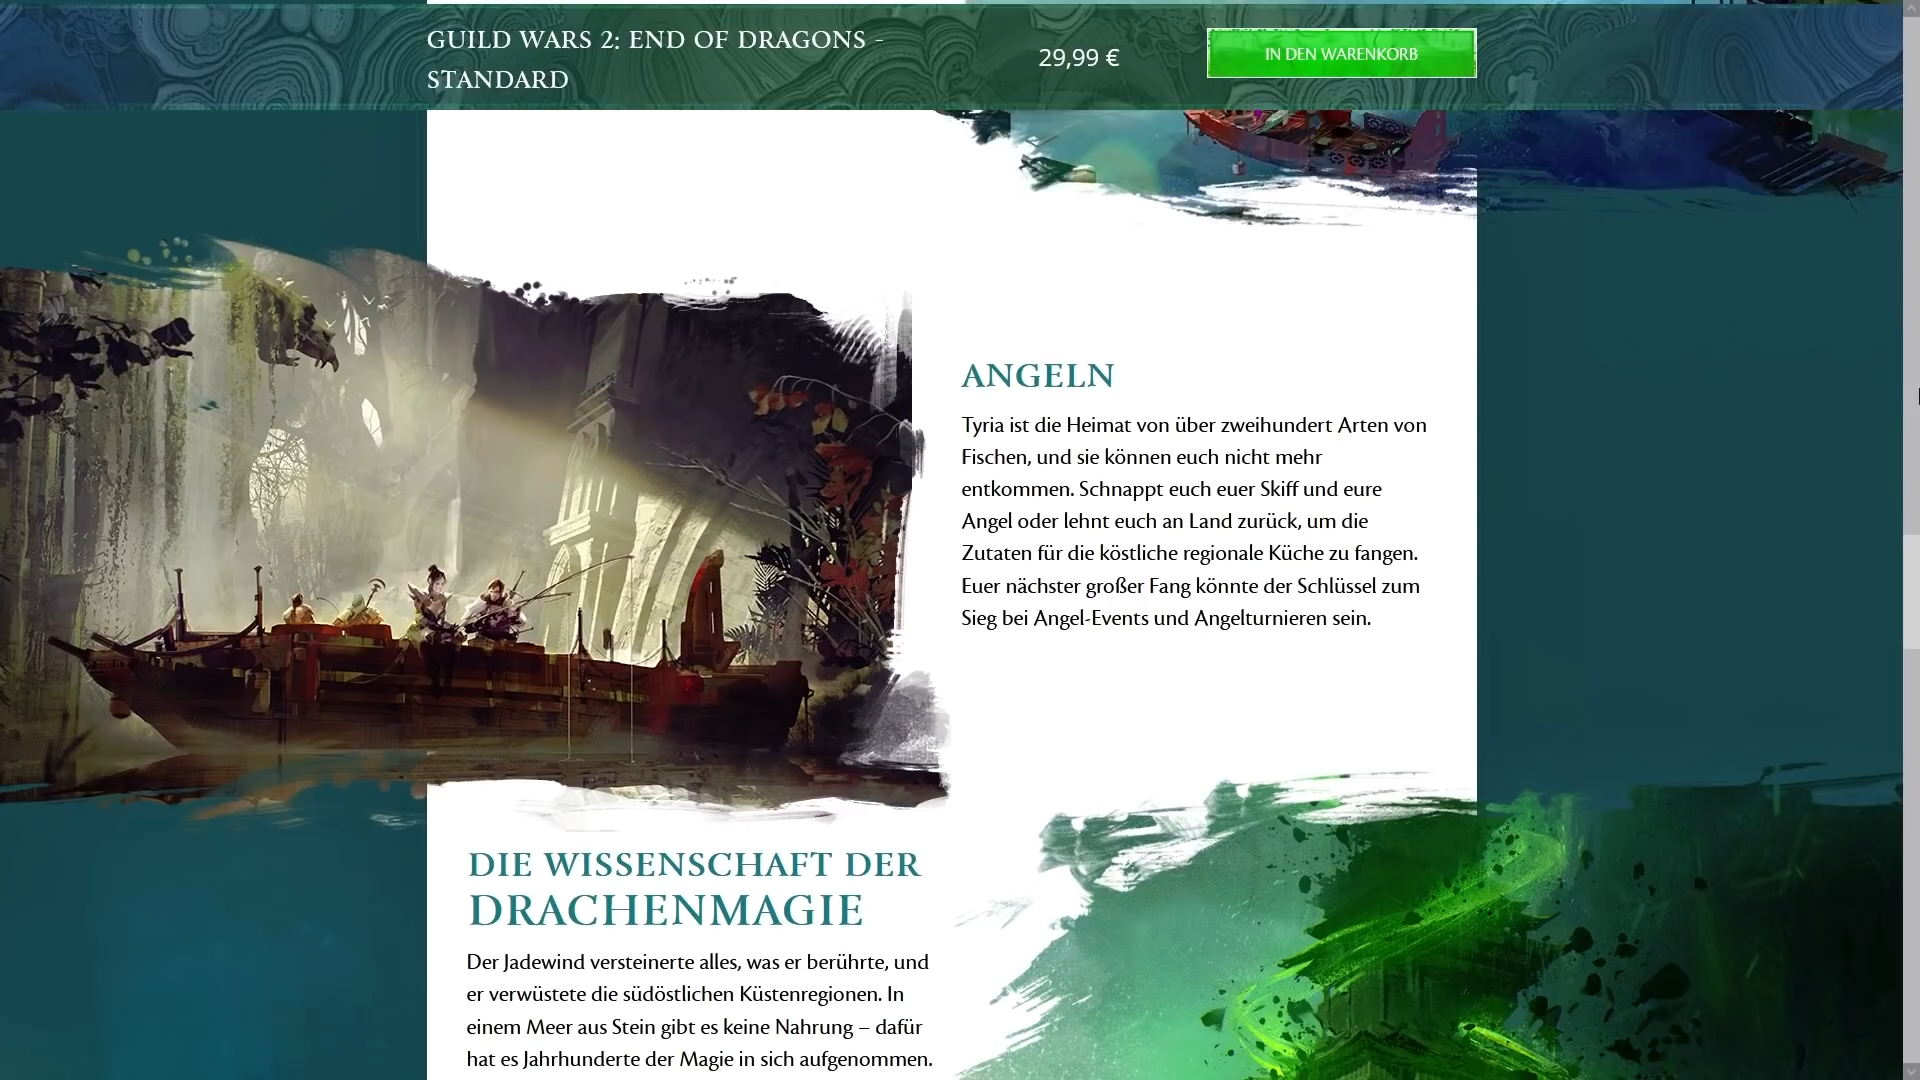 GUILD WARS 2: END OF DRAGONS -
STANDARD
29,99 €
IN DEN WARENKORB
ANGELN
Tyria ist die Heimat von über zweihundert Arten von
Fischen, und sie können euch nicht mehr
entkommen. Schnappt euch euer Skiff und eure
Angel oder lehnt euch an Land zurück, um die
Zutaten für die köstliche regionale Küche zu fangen.
Euer nächster großer Fang könnte der Schlüssel zum
Sieg bei Angel-Events und Angelturnieren sein.
DIE WISSENSCHAFT DER
DRACHENMAGIE
Der Jadewind versteinerte alles, was er berührte, und
er verwüstete die südöstlichen Küstenregionen. In
einem Meer aus Stein gibt es keine Nahrung – dafür
hat es Jahrhunderte der Magie in sich aufgenommen.